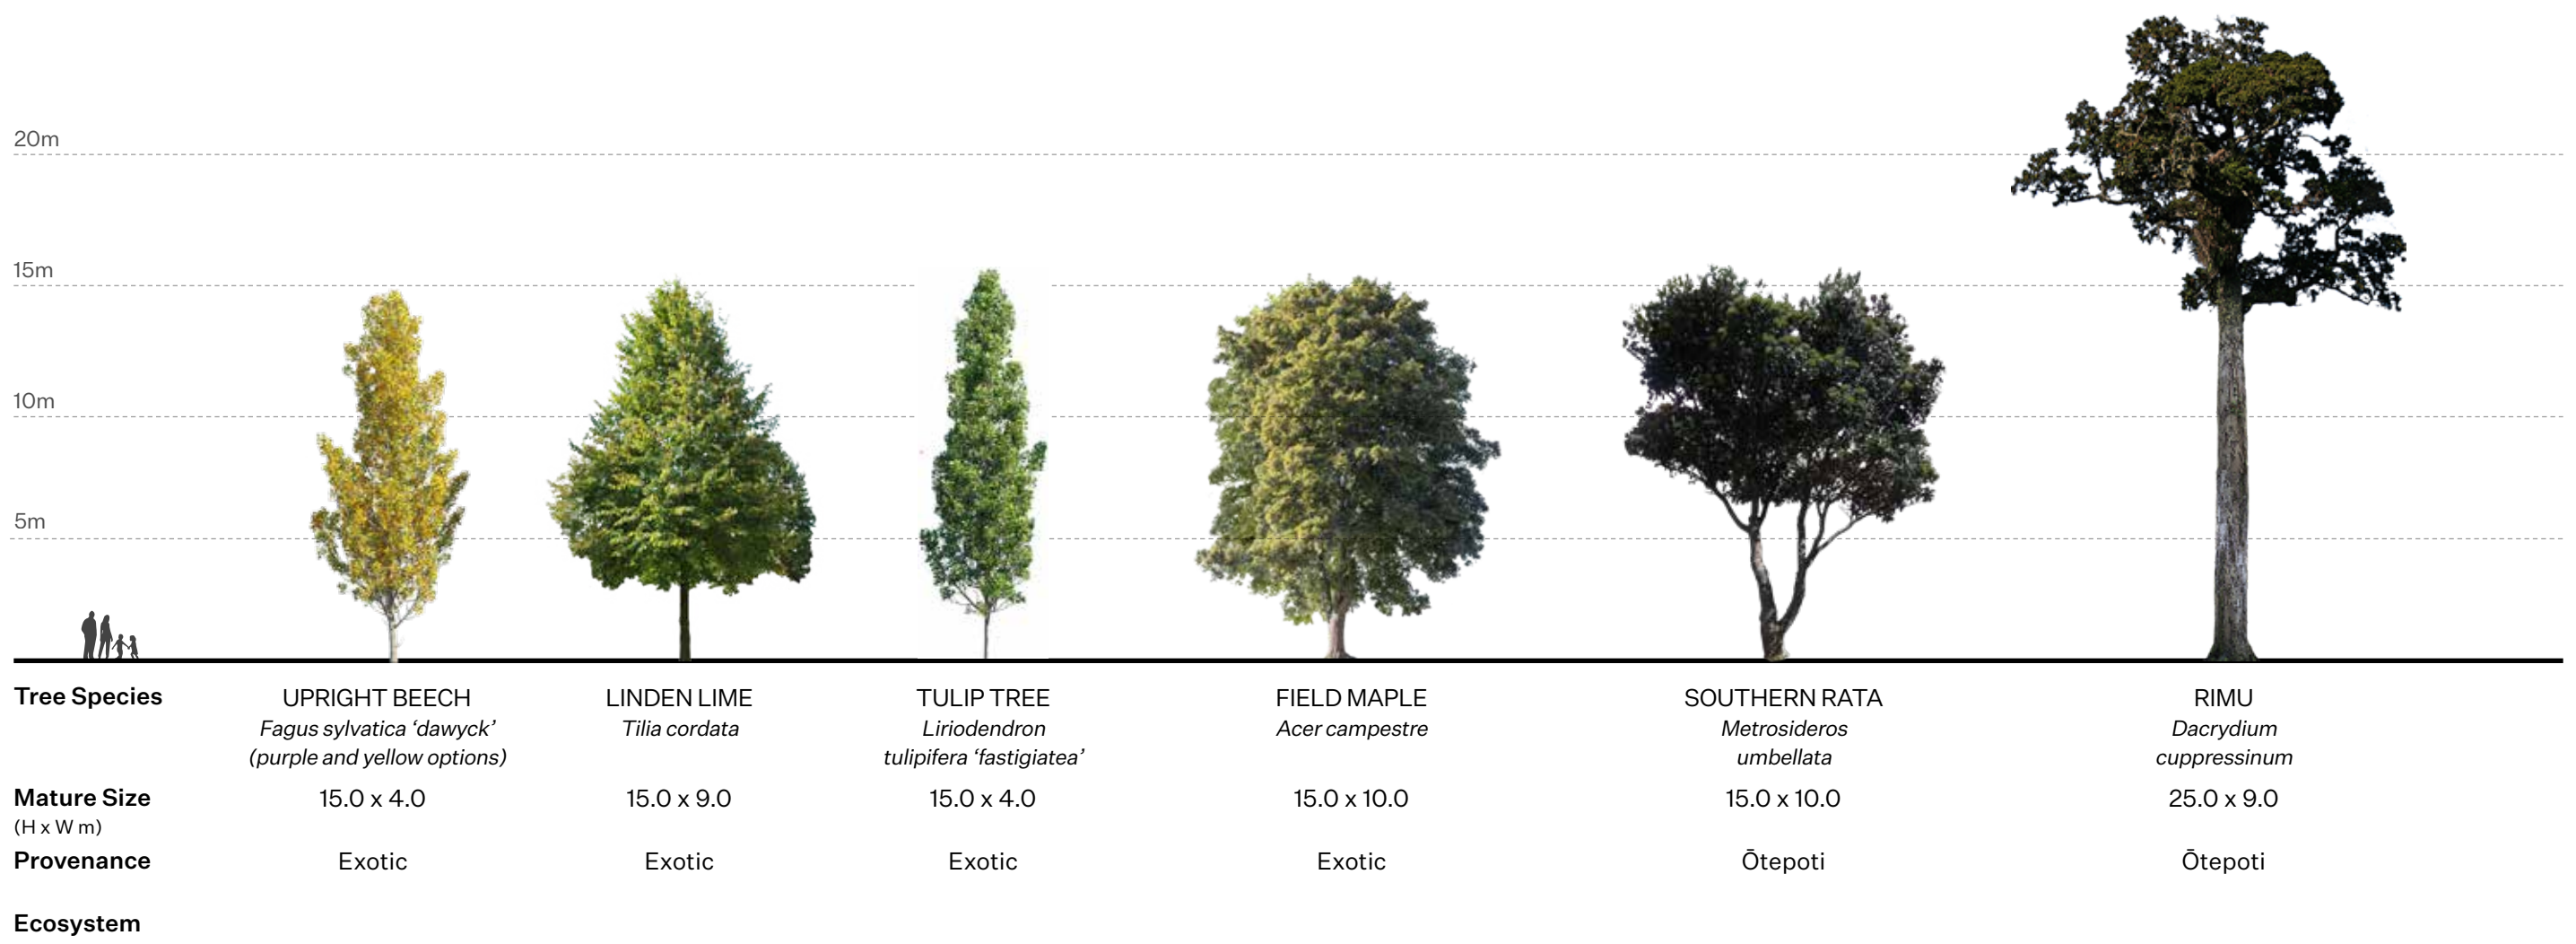 20m
15m
10m
5m
Tree Species
UPRIGHT BEECH
Fagus sylvatica ‘dawyck’
(purple and yellow options)
LINDEN LIME
Tilia cordata
TULIP TREE
Liriodendron
tulipifera ‘fastigiatea’
FIELD MAPLE
Acer campestre
SOUTHERN RATA
Metrosideros
umbellata
RIMU
Dacrydium
cuppressinum
Mature Size
(H x W m)
15.0 x 4.0
15.0 x 9.0
15.0 x 4.0
15.0 x 10.0
15.0 x 10.0
25.0 x 9.0
Provenance
Exotic
Exotic
Exotic
Exotic
Ōtepoti
Ōtepoti
Ecosystem